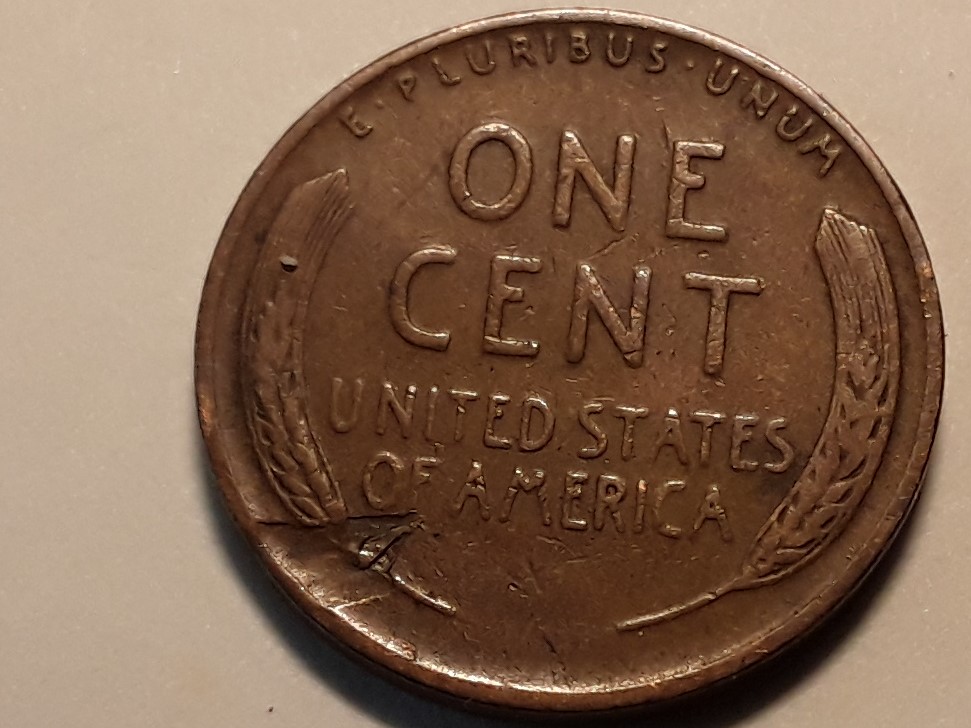 E · PLURIBUS · UNUM
ONE
CENT
UNITED STATES
OF AMERICA